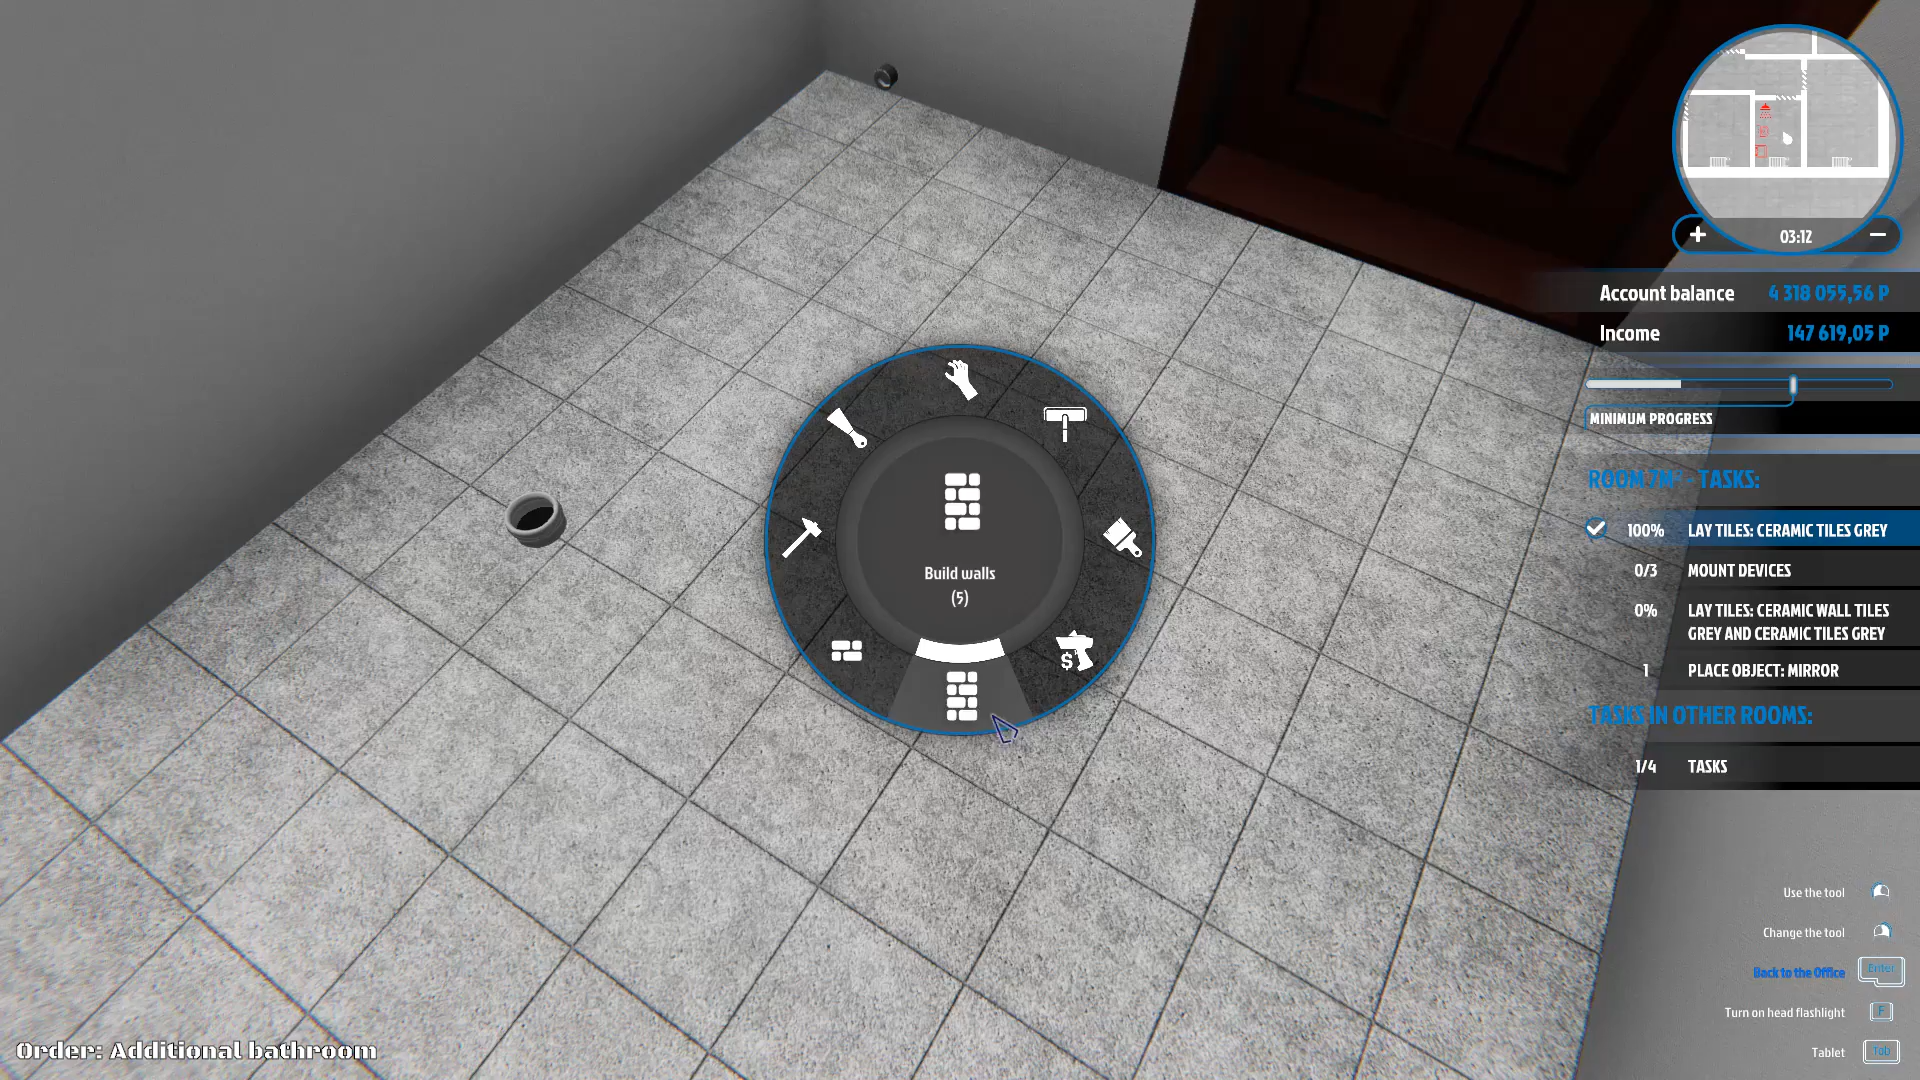 03:12
Account balance 4 318 055,56 P
Income 147 619,05 P
MINIMUM PROGRESS
ROOM 7M² - TASKS:
100% LAY TILES: CERAMIC TILES GREY
0/3 MOUNT DEVICES
0% LAY TILES: CERAMIC WALL TILES
GREY AND CERAMIC TILES GREY
1 PLACE OBJECT: MIRROR
TASKS IN OTHER ROOMS:
1/4 TASKS
Build walls
(5)
$
Use the tool
Change the tool
Back to the Office Enter
Turn on head flashlight F
Tablet Tab
Order: Additional bathroom